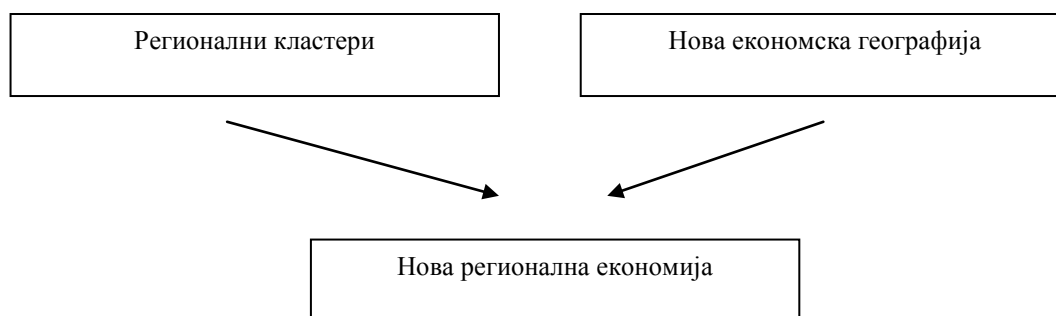 Регионални кластери
Нова економска географија
Нова регионална економија